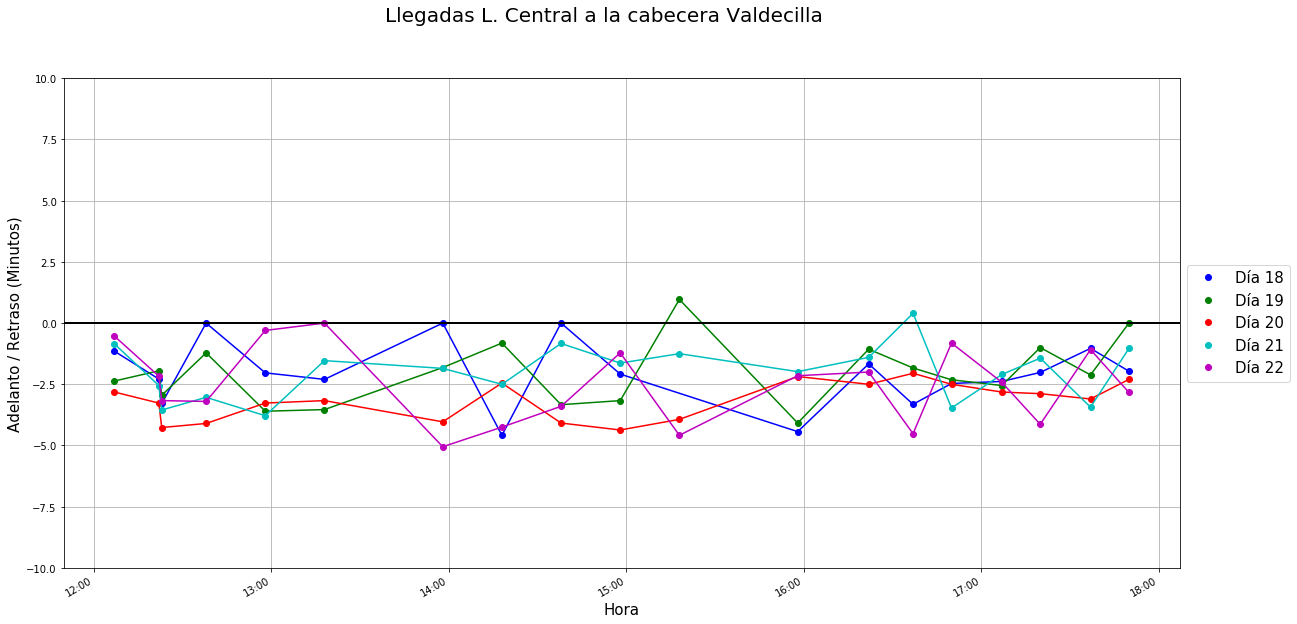 Llegadas L. Central a la cabecera Valdecilla
Adelanto / Retraso (Minutos)
10.0
7.5
5.0
2.5
0.0
−2.5
−5.0
−7.5
−10.0
12:00
13:00
14:00
15:00
16:00
17:00
18:00
Hora
Día 18
Día 19
Día 20
Día 21
Día 22